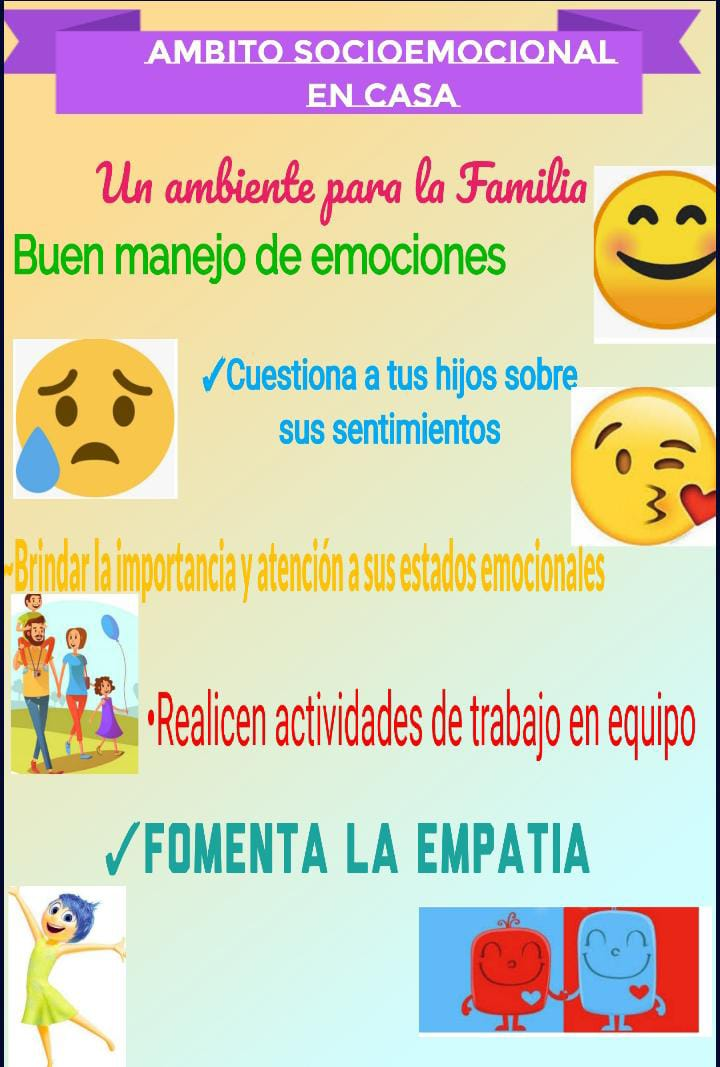 AMBITO SOCIOEMOCIONAL
EN CASA
Un ambiente para la Familia
Buen manejo de emociones
✓Cuestiona a tus hijos sobre
sus sentimientos
~Brindar la importancia y atención a sus estados emocionales
•Realicen actividades de trabajo en equipo
✓FOMENTA LA EMPATIA